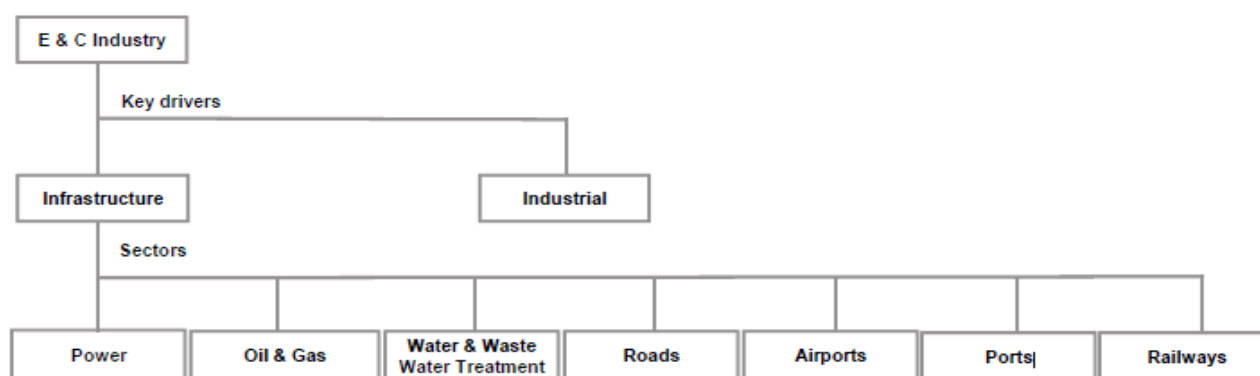 E & C Industry
Key drivers
Infrastructure
Industrial
Sectors
Power
Oil & Gas
Water & Waste
Water Treatment
Roads
Airports
Ports
Railways